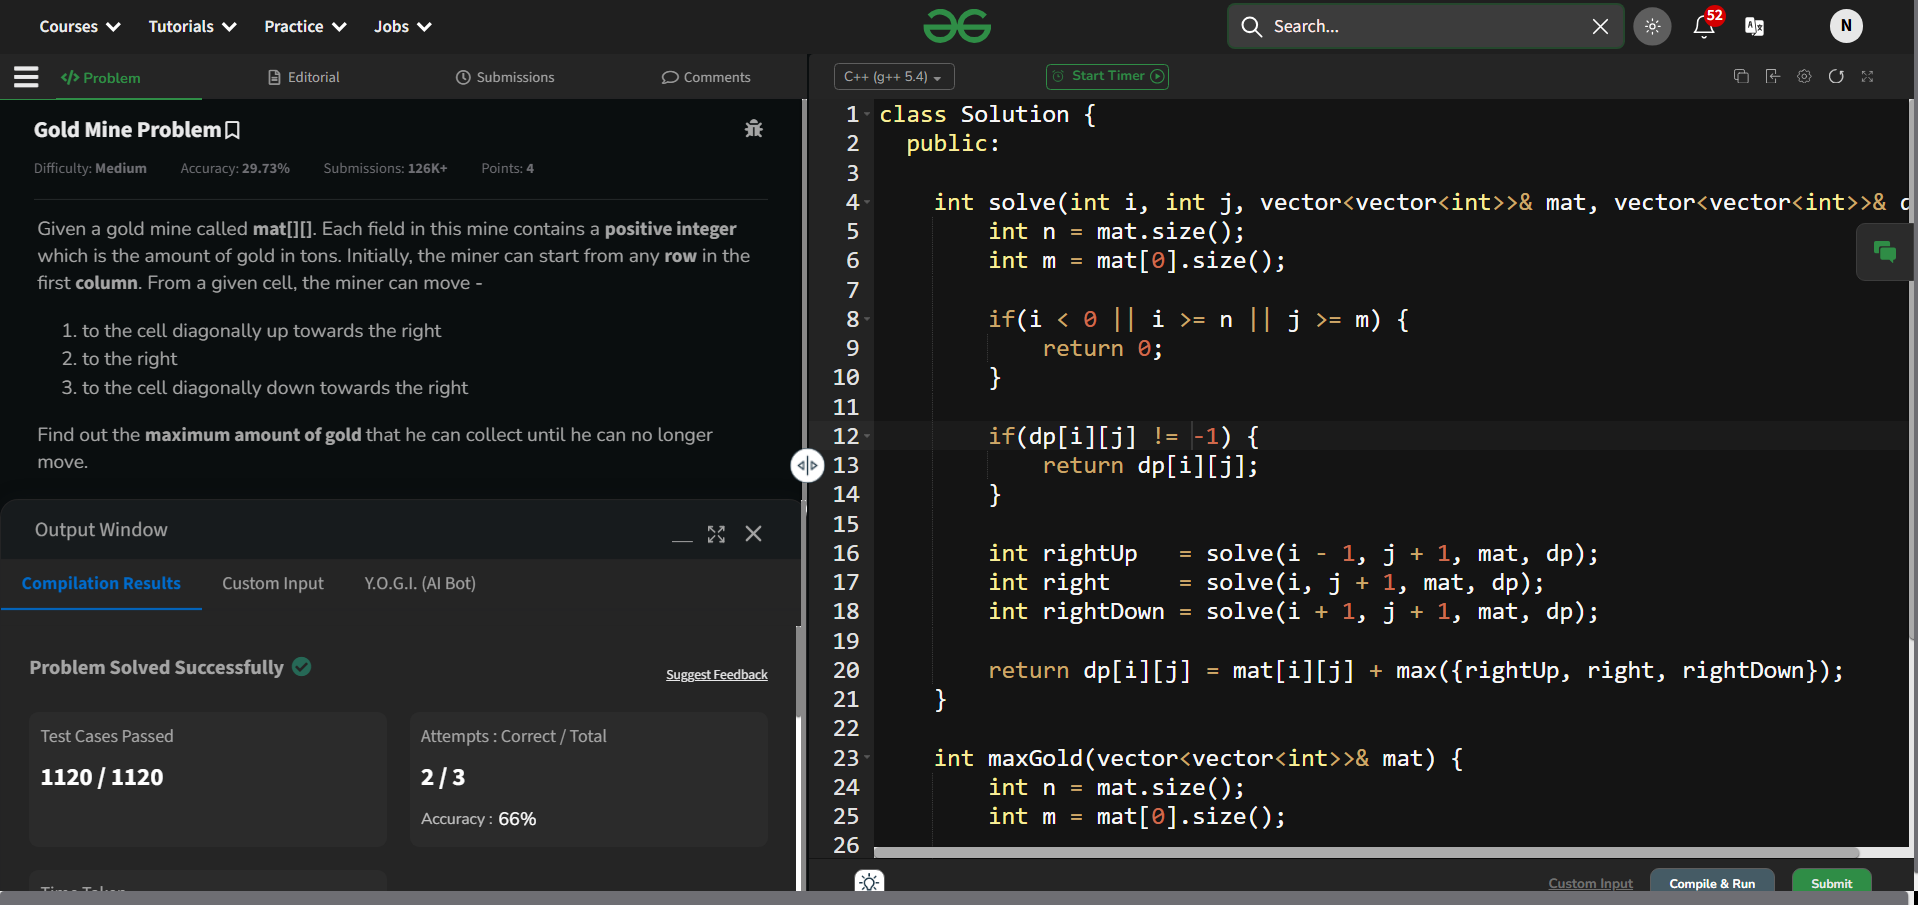 Courses Tutorials Practice Jobs Search... 52 N
</> Problem Editorial Submissions Comments
C++ (g++ 5.4) Start Timer
Gold Mine Problem
Difficulty: Medium Accuracy: 29.73% Submissions: 126K+ Points: 4
Given a gold mine called mat[][]. Each field in this mine contains a positive integer
which is the amount of gold in tons. Initially, the miner can start from any row in the
first column. From a given cell, the miner can move -
1. to the cell diagonally up towards the right
2. to the right
3. to the cell diagonally down towards the right
Find out the maximum amount of gold that he can collect until he can no longer
move.
Output Window
Compilation Results Custom Input Y.O.G.I. (AI Bot)
Problem Solved Successfully
Suggest Feedback
Test Cases Passed
1120 / 1120
Attempts : Correct / Total
2 / 3
Accuracy : 66%
Time Taken
1 class Solution {
2 public:
3
4 int solve(int i, int j, vector<vector<int>>& mat, vector<vector<int>>& d
5 int n = mat.size();
6 int m = mat[0].size();
7
8 if(i < 0 || i >= n || j >= m) {
9 return 0;
10 }
11
12 if(dp[i][j] != -1) {
13 return dp[i][j];
14 }
15
16 int rightUp = solve(i - 1, j + 1, mat, dp);
17 int right = solve(i, j + 1, mat, dp);
18 int rightDown = solve(i + 1, j + 1, mat, dp);
19
20 return dp[i][j] = mat[i][j] + max({rightUp, right, rightDown});
21 }
22
23 int maxGold(vector<vector<int>>& mat) {
24 int n = mat.size();
25 int m = mat[0].size();
26
Custom Input Compile & Run Submit